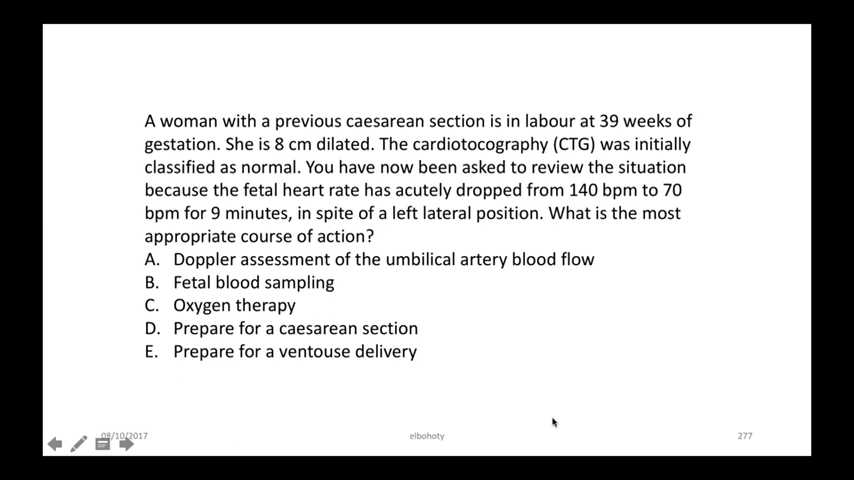 A woman with a previous caesarean section is in labour at 39 weeks of
gestation. She is 8 cm dilated. The cardiotocography (CTG) was initially
classified as normal. You have now been asked to review the situation
because the fetal heart rate has acutely dropped from 140 bpm to 70
bpm for 9 minutes, in spite of a left lateral position. What is the most
appropriate course of action?
A. Doppler assessment of the umbilical artery blood flow
B. Fetal blood sampling
C. Oxygen therapy
D. Prepare for a caesarean section
E. Prepare for a ventouse delivery
08/10/2017 elbohoty 277